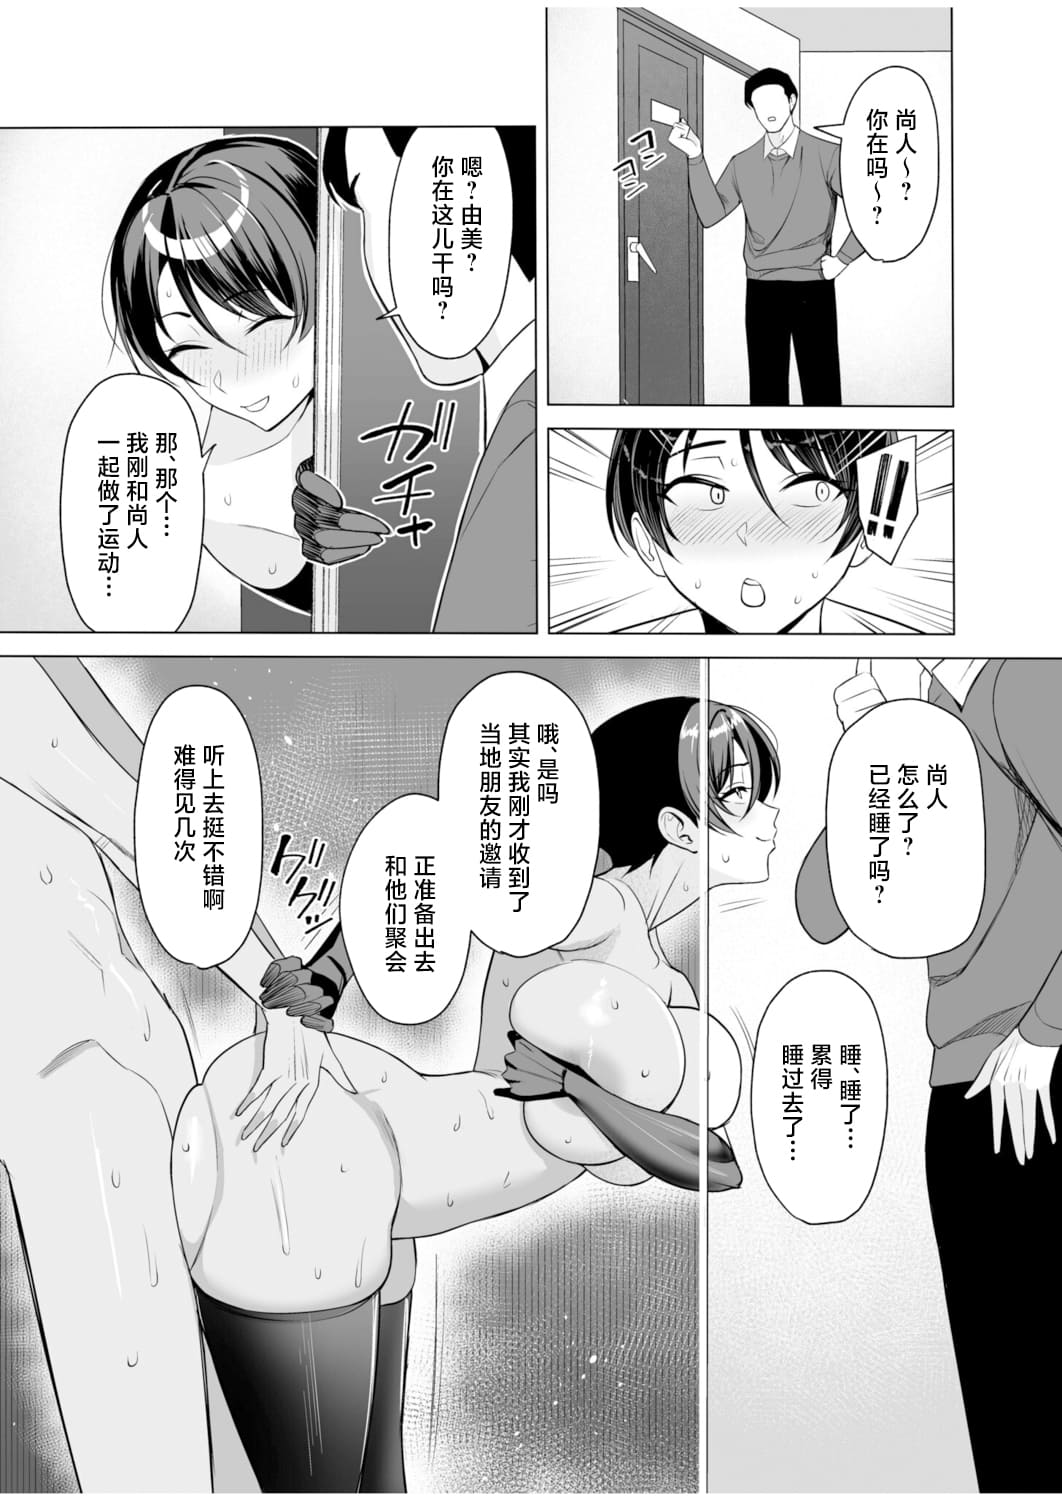 尚人～？
你在吗～？
コンコン
!!
嗯？由美？
你在这儿干吗？
ガチャ
那、那个…
我刚和尚人
一起做了运动…
尚人
怎么了？
已经睡了吗？
睡、睡了…
累得
睡过去了…
哦、是吗
其实我刚才收到了
当地朋友的邀请
正准备出去
和他们聚会
グググッ
听上去挺不错啊
难得见几次